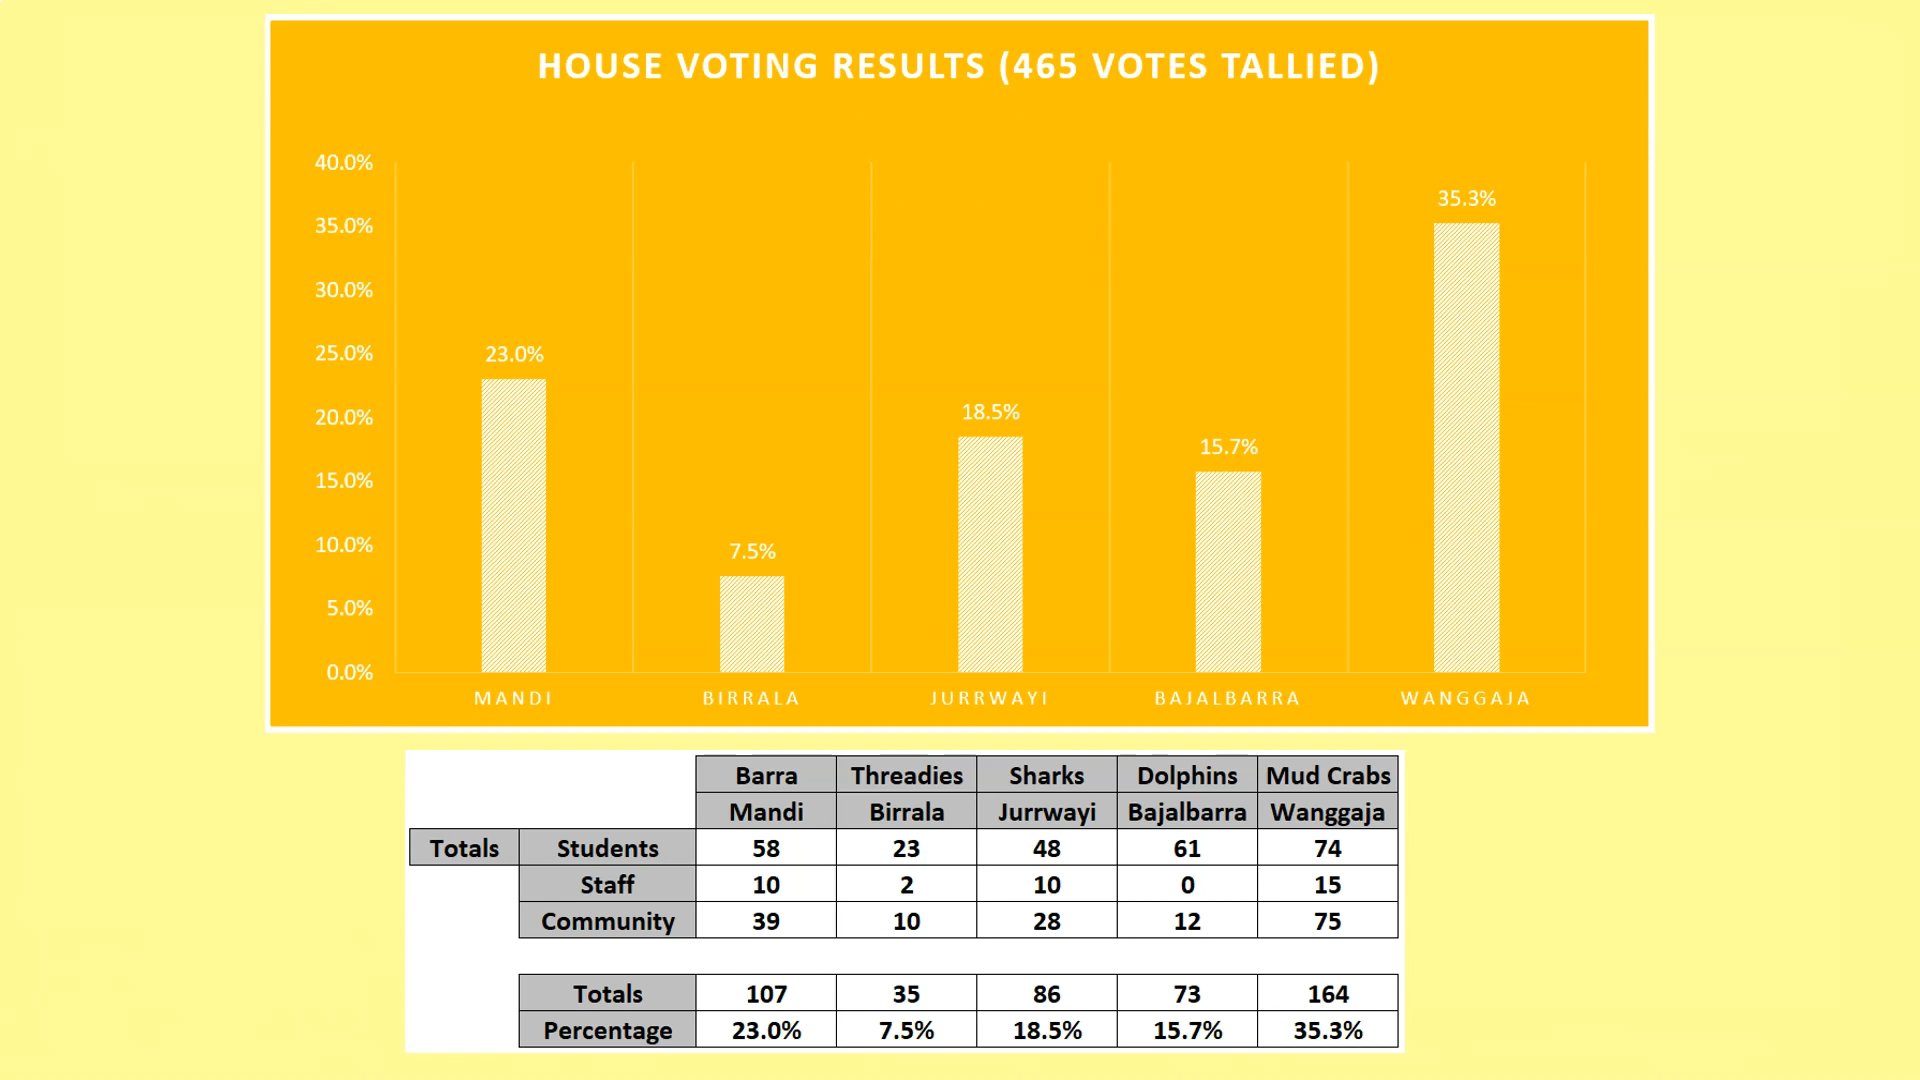 HOUSE VOTING RESULTS (465 VOTES TALLIED)
40.0%
35.0%
30.0%
25.0%
20.0%
15.0%
10.0%
5.0%
0.0%
23.0%
7.5%
18.5%
15.7%
35.3%
MANDI BIRRALA JURRWAYI BAJALBARRA WANGGAJA
Barra Threadies Sharks Dolphins Mud Crabs
Mandi Birrala Jurrwayi Bajalbarra Wanggaja
Totals Students 58 23 48 61 74
Staff 10 2 10 0 15
Community 39 10 28 12 75
Totals 107 35 86 73 164
Percentage 23.0% 7.5% 18.5% 15.7% 35.3%